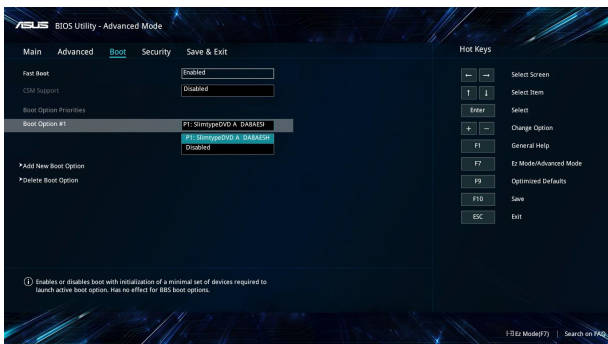 ASUS BIOS Utility - Advanced Mode
Main Advanced Boot Security Save & Exit
Hot Keys
Fast Boot Enabled
CSM Support Disabled
Boot Option Priorities
Boot Option #1 P1: SlimtypeDVD A DA8AESI
P1: SlimtypeDVD A DA8AESH
Disabled
>Add New Boot Option
>Delete Boot Option
← → Select Screen
↑ ↓ Select Item
Enter Select
+ − Change Option
F1 General Help
F7 Ez Mode/Advanced Mode
F9 Optimized Defaults
F10 Save
ESC Exit
Enables or disables boot with initialization of a minimal set of devices required to
launch active boot option. Has no effect for BBS boot options.
Ez Mode(F7) | Search on FAQ